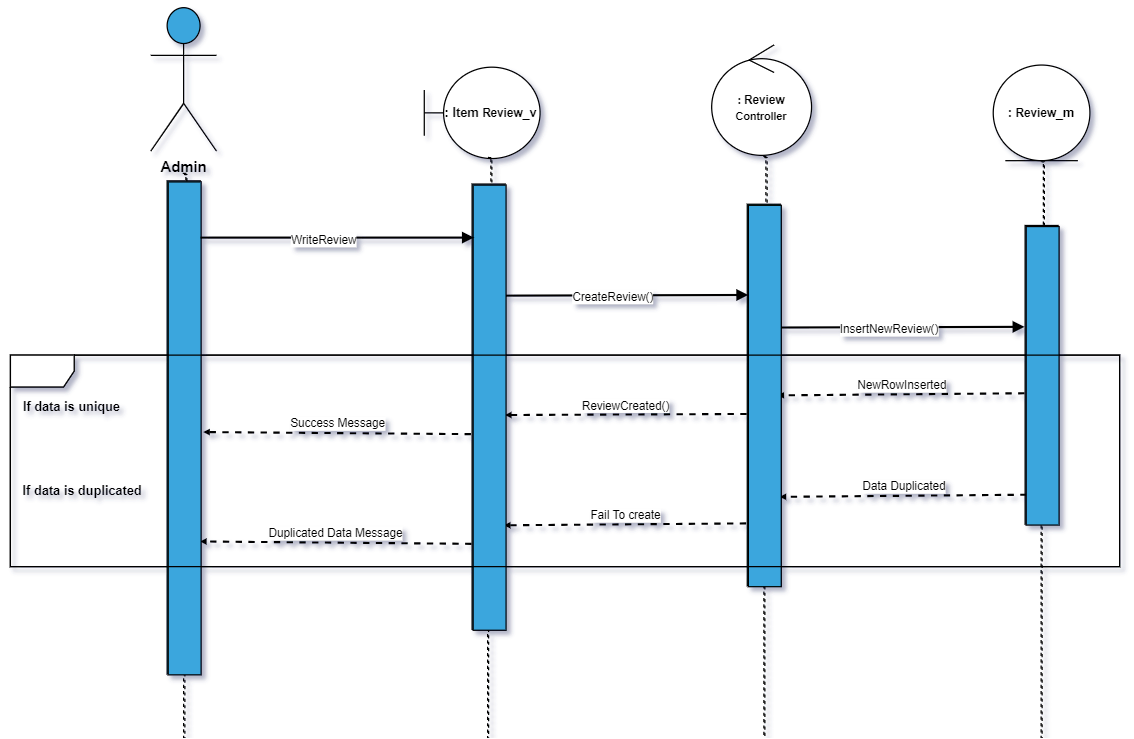 : Item Review_v
: Review
Controller
: Review_m
Admin
WriteReview
CreateReview()
InsertNewReview()
NewRowInserted
If data is unique
ReviewCreated()
Success Message
If data is duplicated
Data Duplicated
Fail To create
Duplicated Data Message